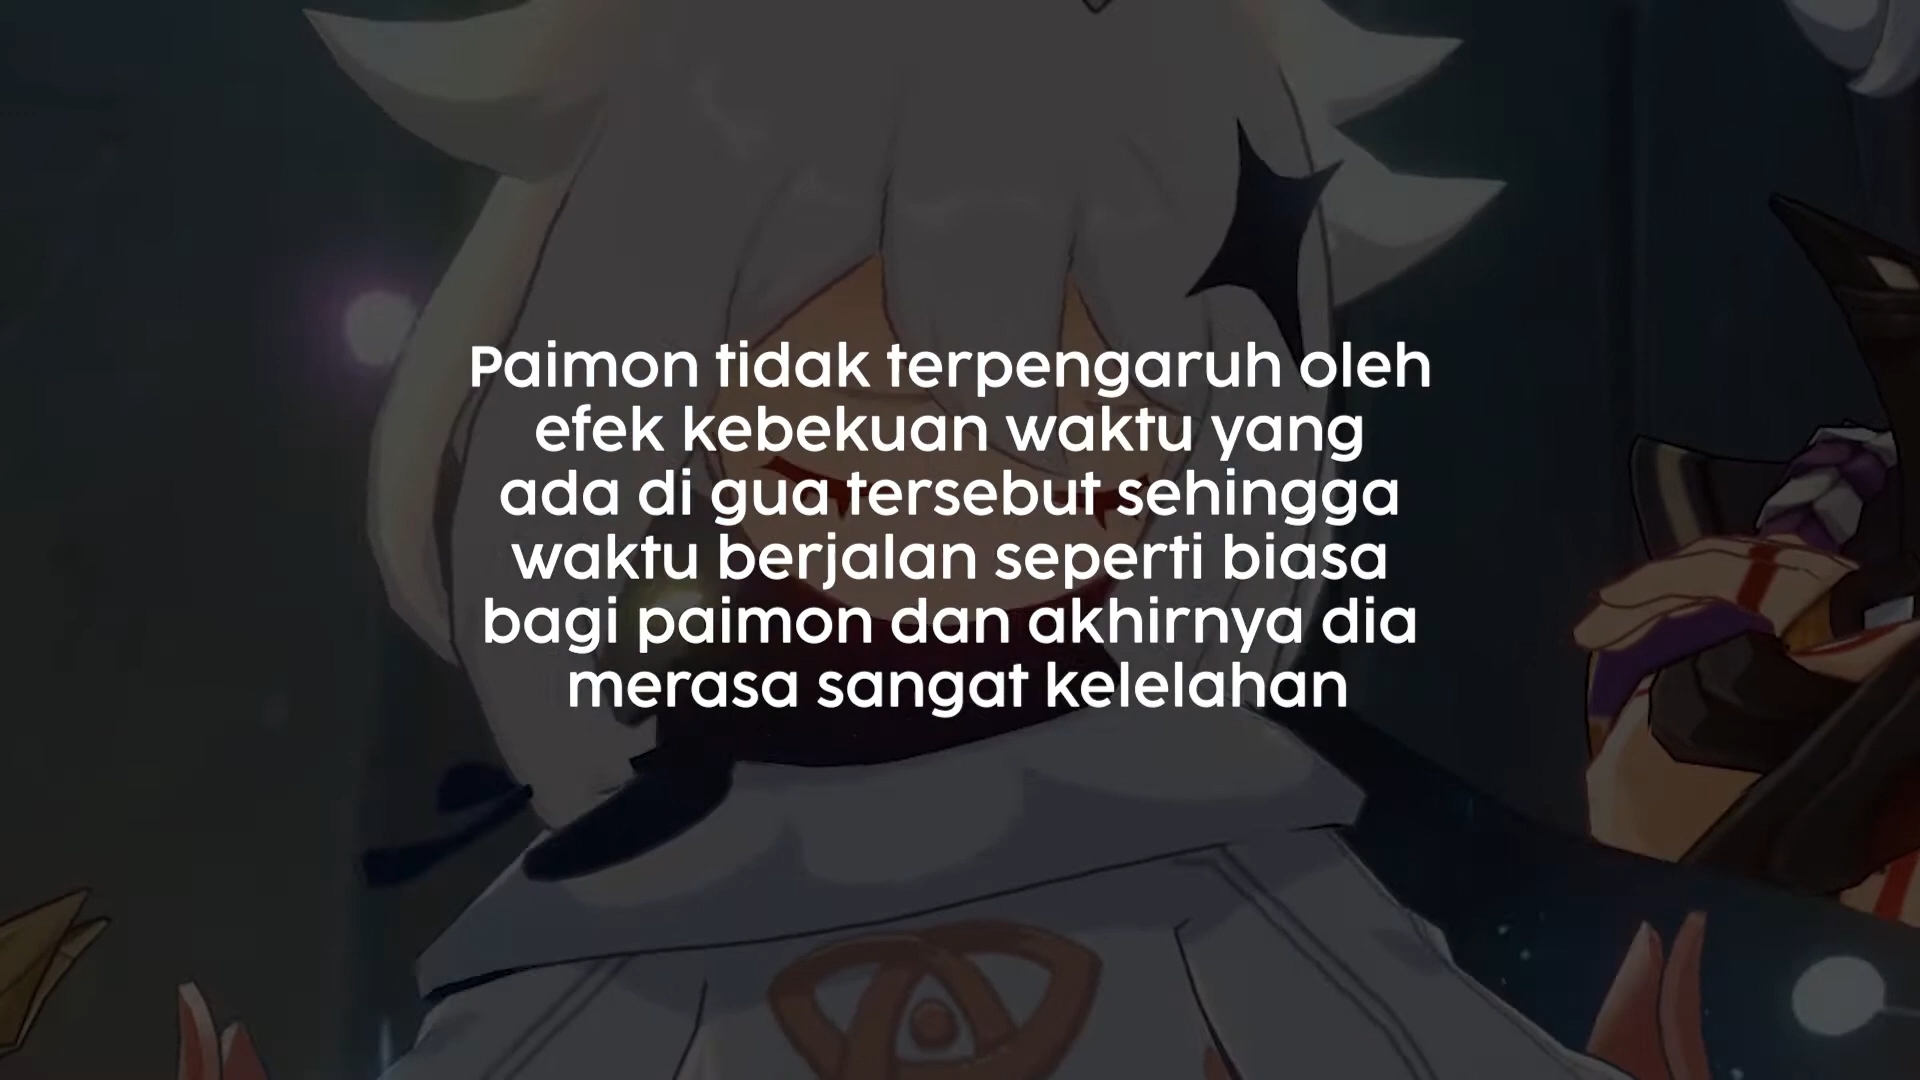 Paimon tidak terpengaruh oleh
efek kebekuan waktu yang
ada di gua tersebut sehingga
waktu berjalan seperti biasa
bagi paimon dan akhirnya dia
merasa sangat kelelahan